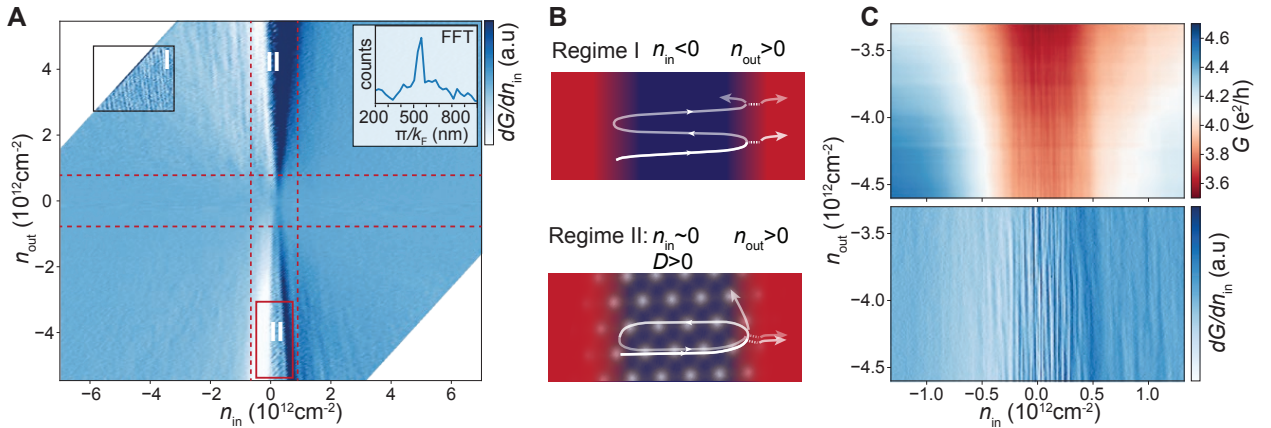 A
I
II
II
FFT
counts
200
400
600
800
π/kF (nm)
dG/dnin (a.u)
4
2
0
−2
−4
nout (10¹²cm⁻²)
−6
−4
−2
0
2
4
6
nin (10¹²cm⁻²)
B
Regime I nin<0 nout>0
Regime II: nin~0 nout>0
D>0
C
−3.5
−4.0
−4.5
nout (10¹²cm⁻²)
4.6
4.4
4.2
4.0
3.8
3.6
G (e²/h)
−3.5
−4.0
−4.5
dG/dnin (a.u)
−1.0
−0.5
0.0
0.5
1.0
nin (10¹²cm⁻²)